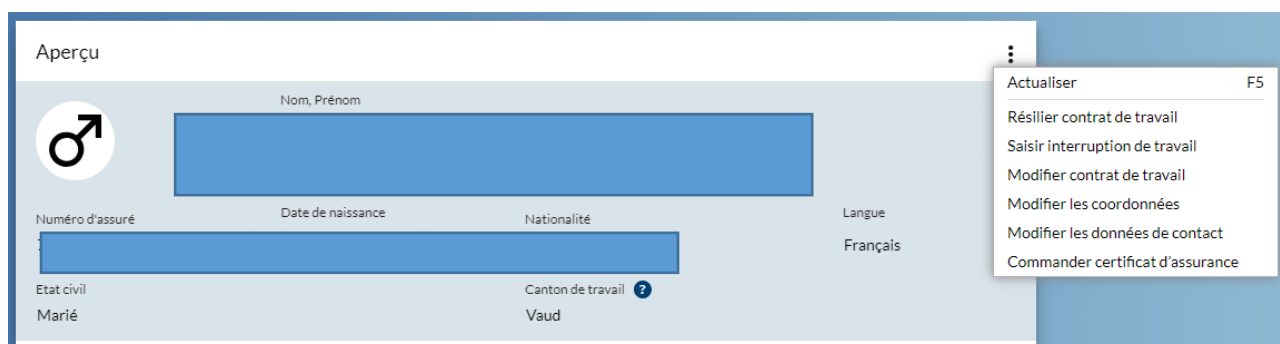 Aperçu
Actualiser F5
Résilier contrat de travail
Saisir interruption de travail
Modifier contrat de travail
Modifier les coordonnées
Modifier les données de contact
Commander certificat d'assurance
Nom, Prénom
Numéro d'assuré Date de naissance Nationalité Langue
Français
Etat civil Canton de travail ?
Marié Vaud